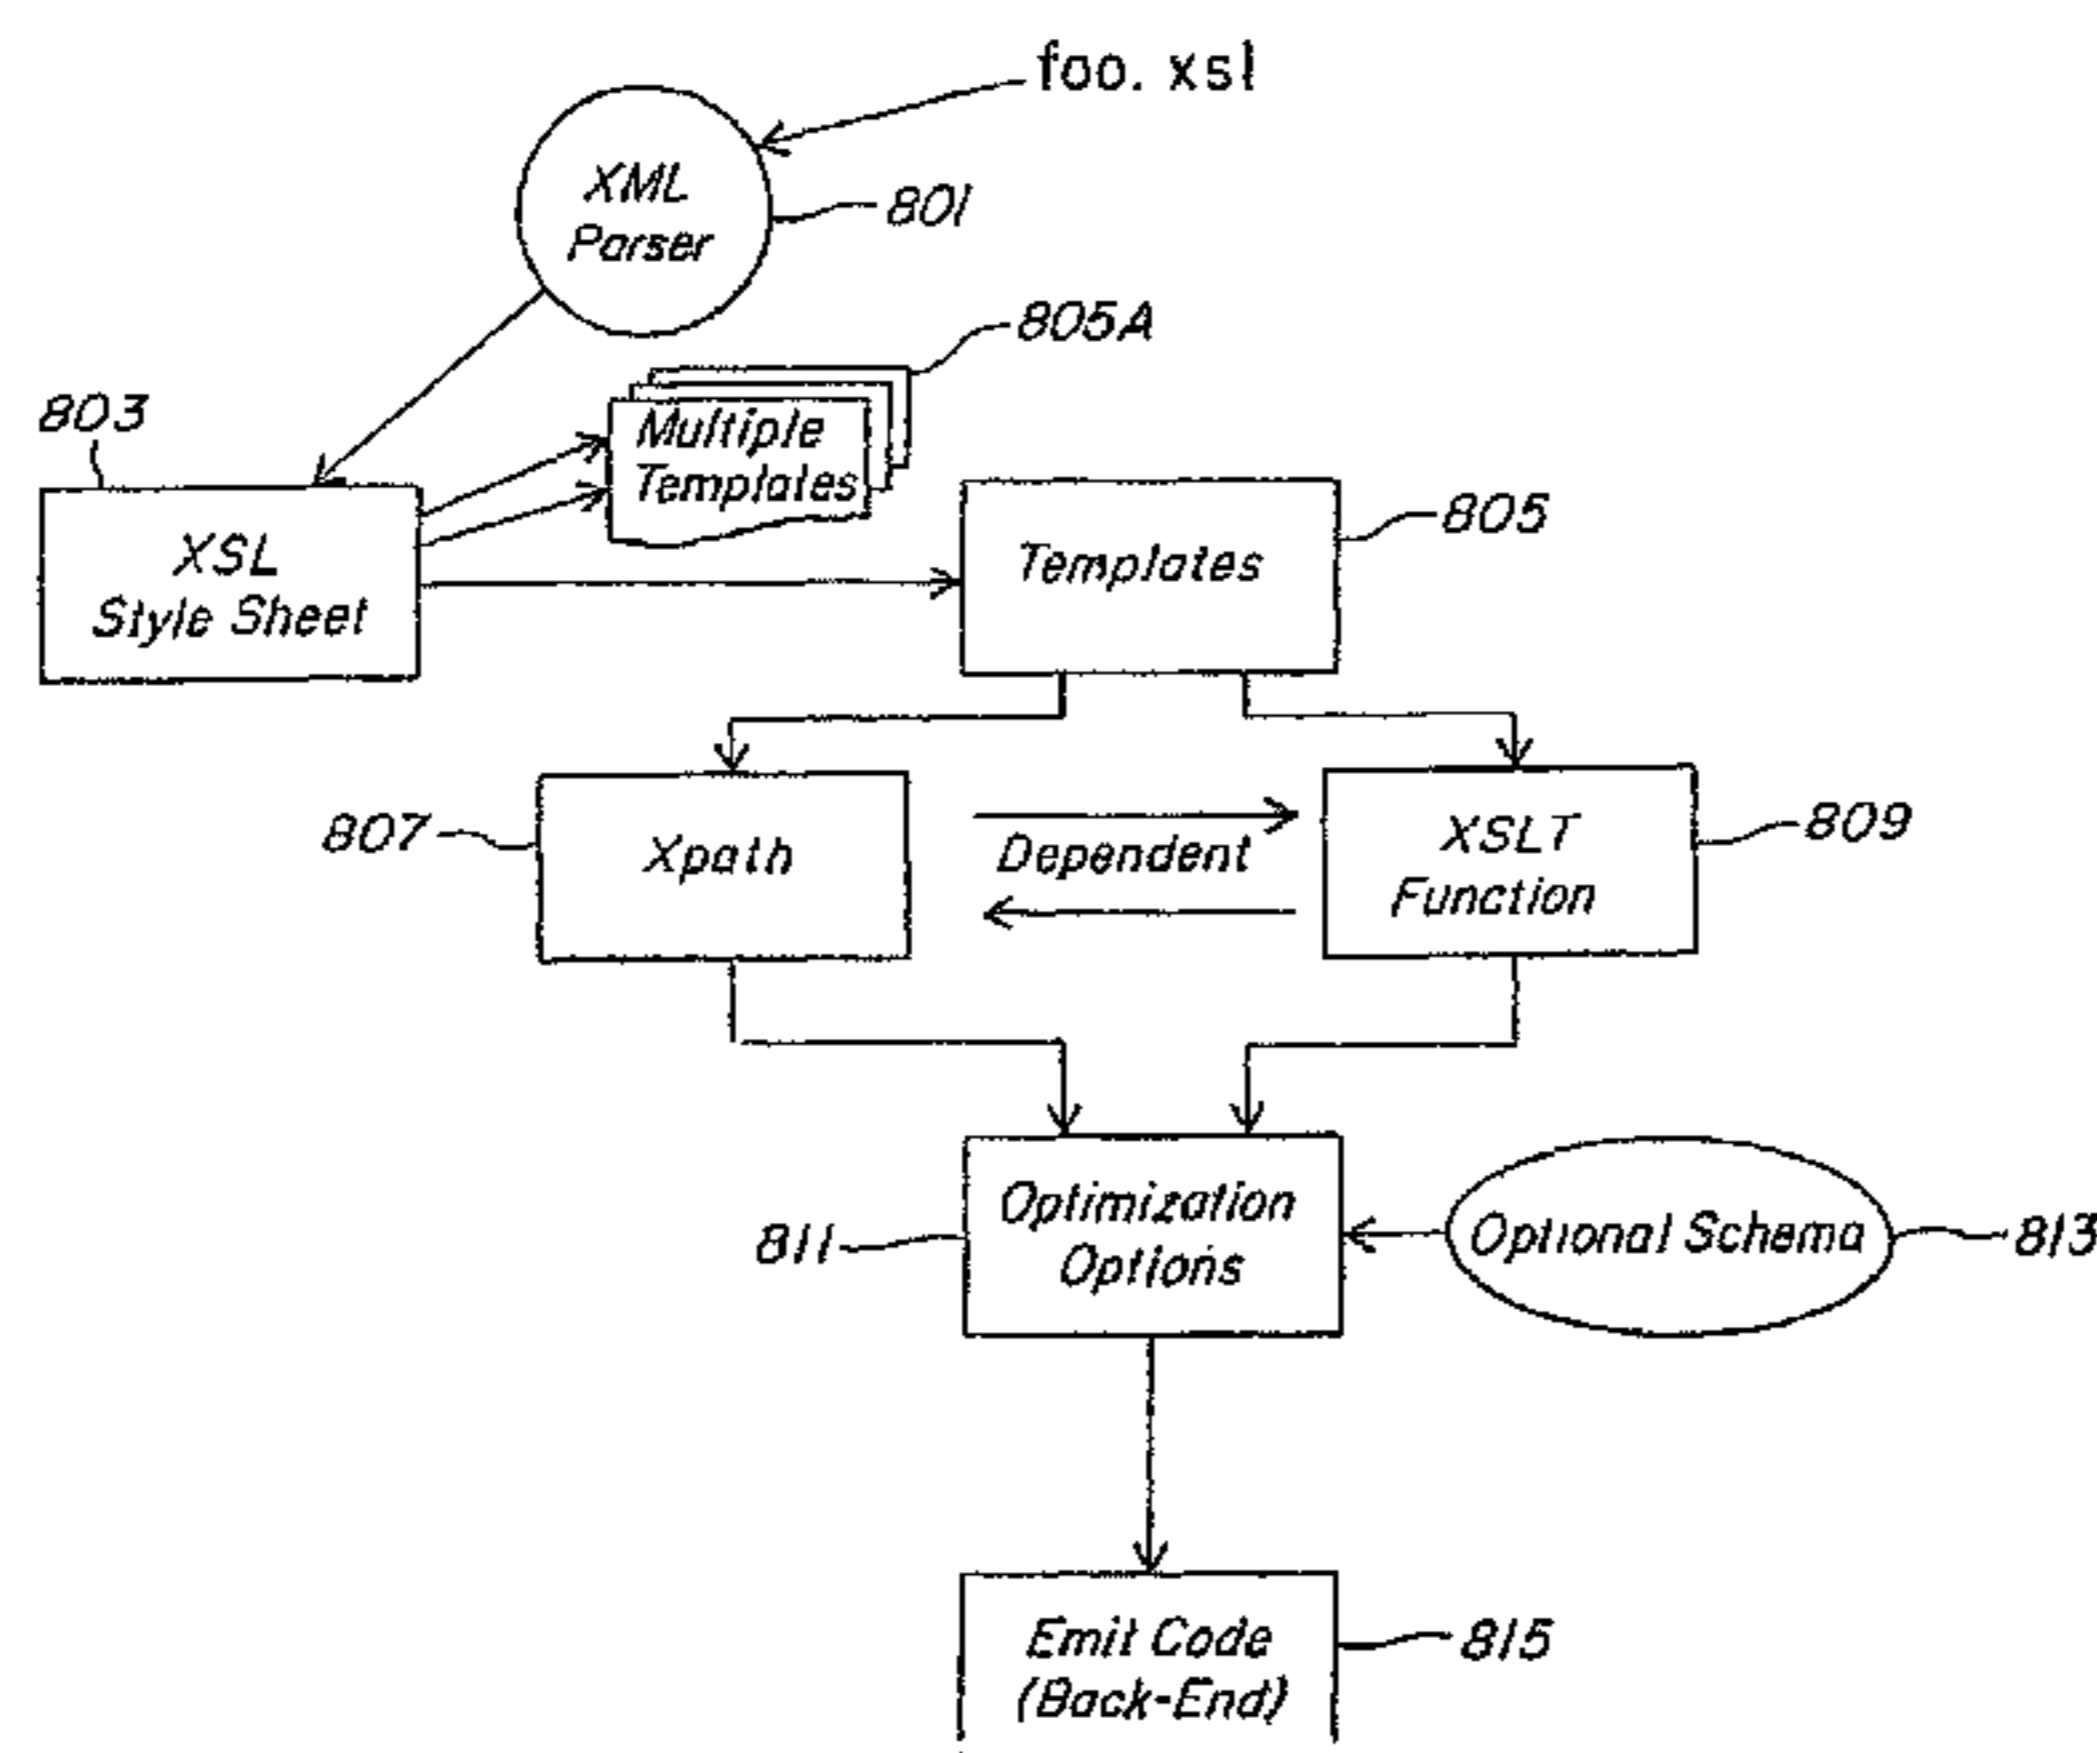 foo. xsl
XML
Parser
801
805A
803
Multiple
Templates
XSL
Style Sheet
Templates
805
807
Xpath
Dependent
XSLT
Function
809
811
Optimization
Options
Optional Schema
813
Emit Code
(Back-End)
815